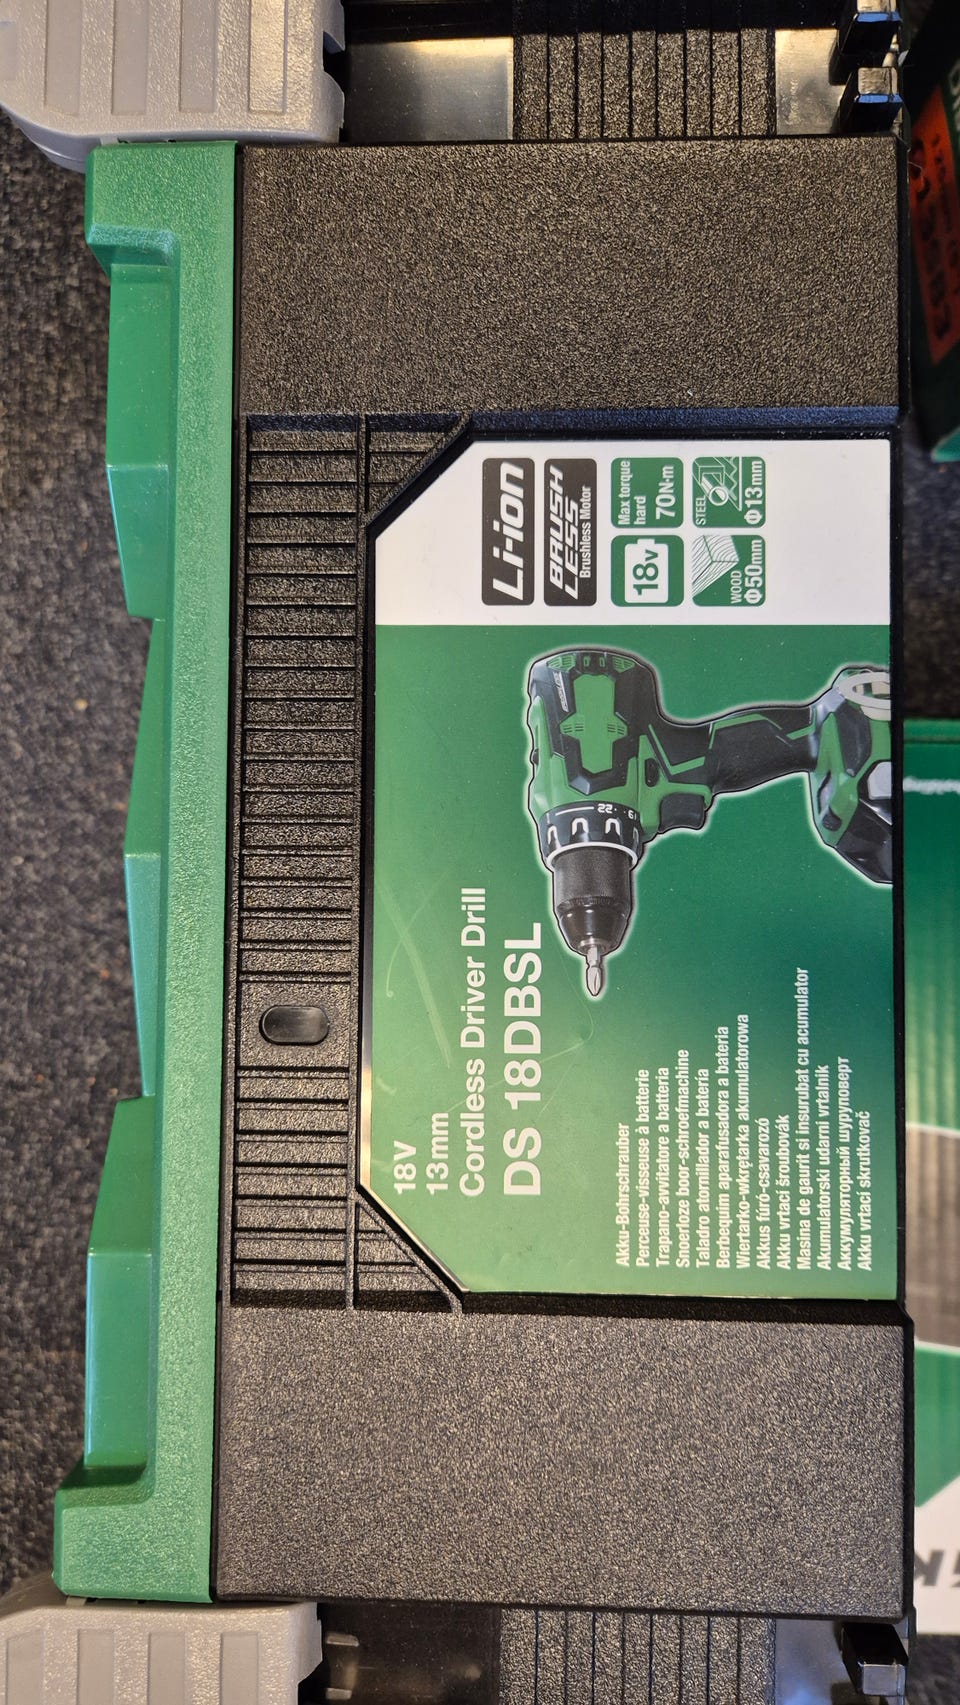 18V
13mm
Cordless Driver Drill
DS 18DBSL
Akku-Bohrschrauber
Perceuse-visseuse à batterie
Trapano-avvitatore a batteria
Snoerloze boor-schroefmachine
Taladro atornillador a batería
Berbequim aparafusadora a bateria
Wiertarko-wkrętarka akumulatorowa
Akkus fúró-csavarozó
Akku vrtací šroubovák
Masina de gaurit si insurubat cu acumulator
Akumulatorski udarni vrtalnik
Аккумуляторный шуруповерт
Akku vrtací skrutkovač
22 · · 19
Li-ion
BRUSH
LESS
Brushless Motor
18v
Max torque
hard
70N·m
WOOD
Φ50mm
STEEL
Φ13mm